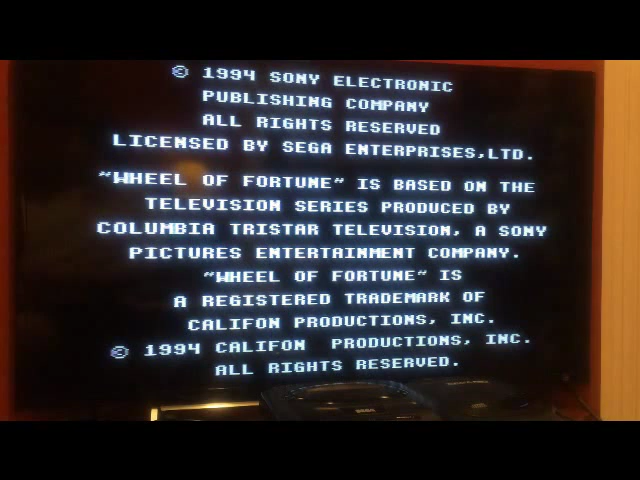 © 1994 SONY ELECTRONIC
PUBLISHING COMPANY
ALL RIGHTS RESERVED
LICENSED BY SEGA ENTERPRISES,LTD.
"WHEEL OF FORTUNE" IS BASED ON THE
TELEVISION SERIES PRODUCED BY
COLUMBIA TRISTAR TELEVISION, A SONY
PICTURES ENTERTAINMENT COMPANY.
"WHEEL OF FORTUNE" IS
A REGISTERED TRADEMARK OF
CALIFON PRODUCTIONS, INC.
© 1994 CALIFON PRODUCTIONS, INC.
ALL RIGHTS RESERVED.
SEGA